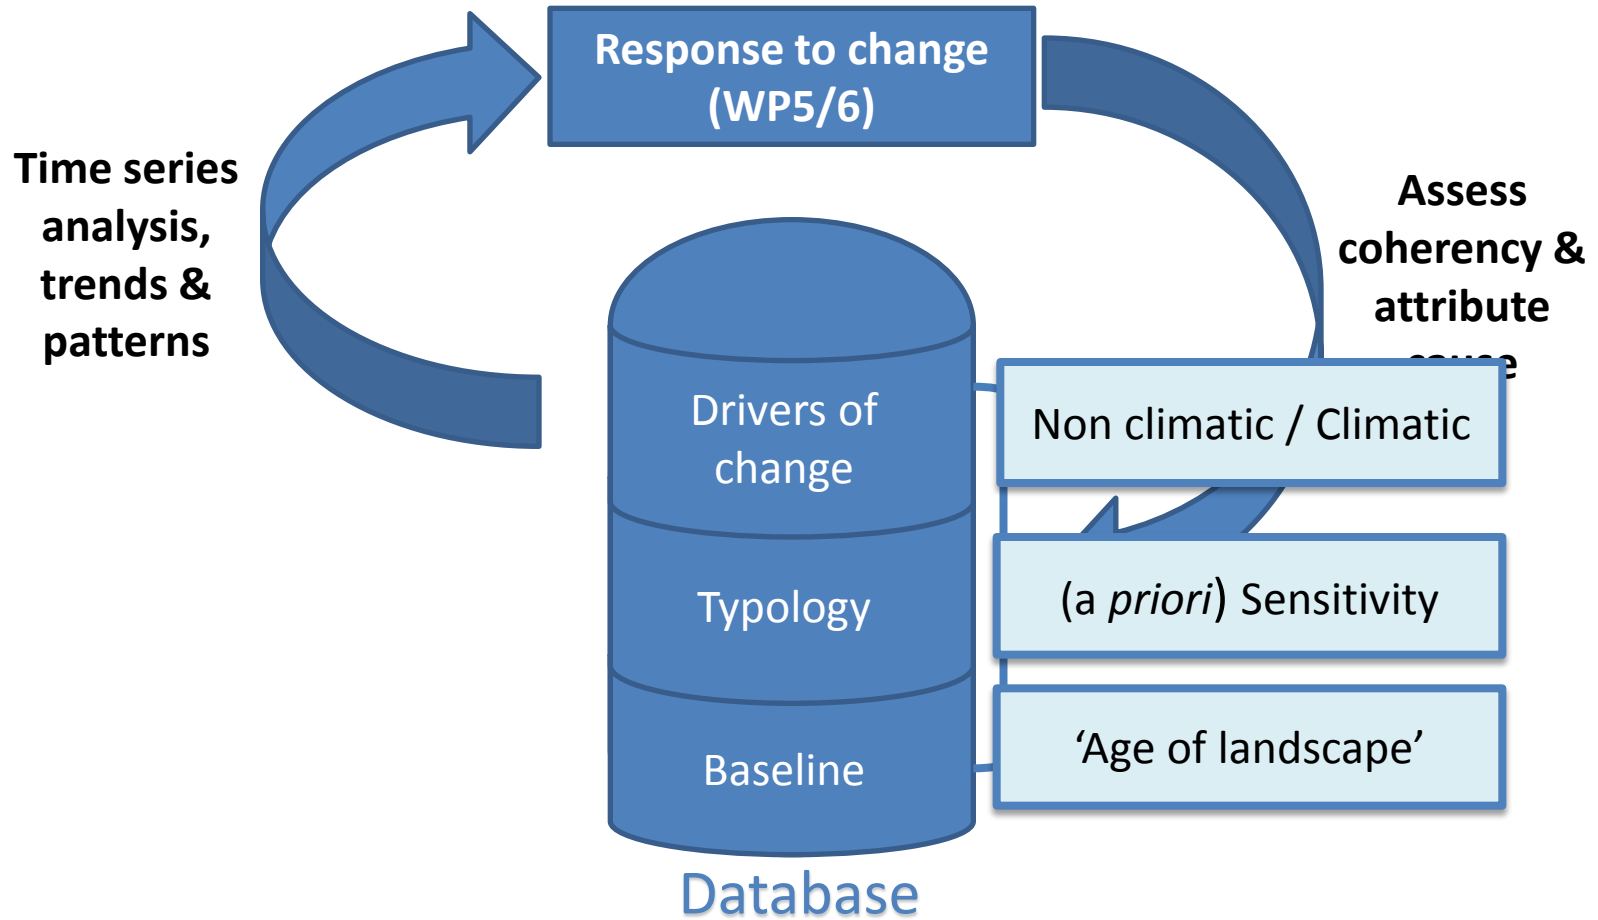 Response to change
(WP5/6)
Time series
analysis,
trends &
patterns
Assess
coherency &
attribute
cause
Drivers of
change
Non climatic / Climatic
Typology
(a priori) Sensitivity
Baseline
‘Age of landscape’
Database